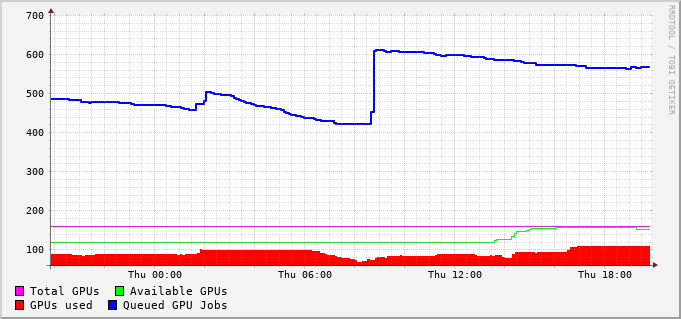 RRDTOOL / TOBI OETIKER
700
600
500
400
300
200
100
Thu 00:00 Thu 06:00 Thu 12:00 Thu 18:00
Total GPUs Available GPUs
GPUs used Queued GPU Jobs